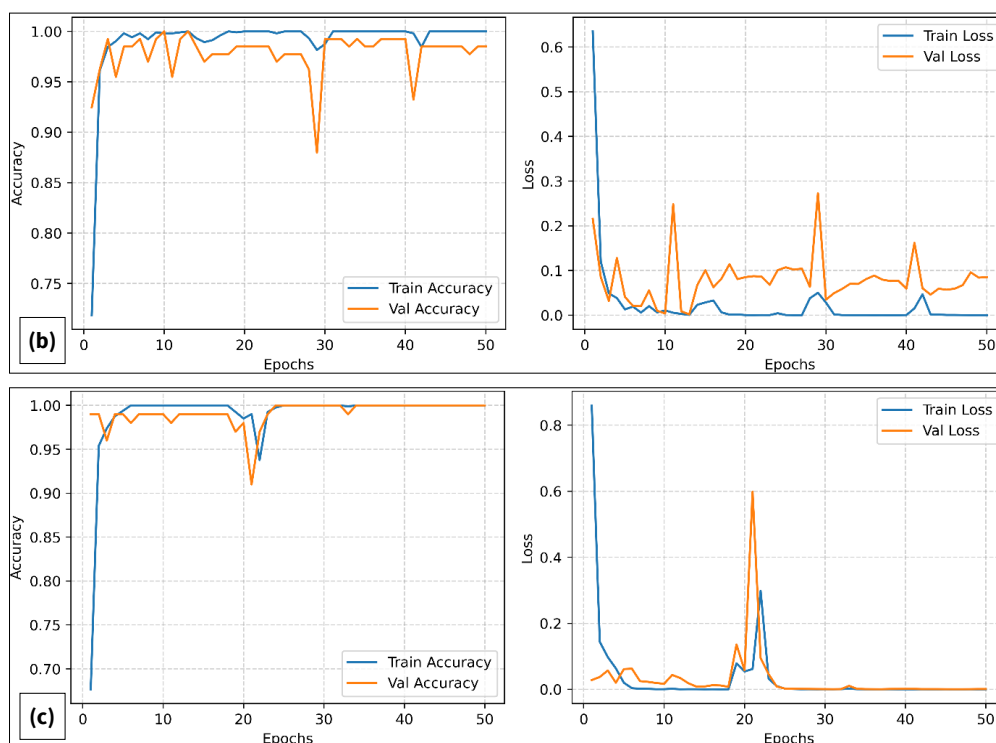 1.00
0.95
0.90
0.85
0.80
0.75
Accuracy
0 10 20 30 40 50
Epochs
Train Accuracy
Val Accuracy
(b)
0.6
0.5
0.4
0.3
0.2
0.1
0.0
Loss
0 10 20 30 40 50
Epochs
Train Loss
Val Loss
1.00
0.95
0.90
0.85
0.80
0.75
0.70
Accuracy
0 10 20 30 40 50
Epochs
Train Accuracy
Val Accuracy
(c)
0.8
0.6
0.4
0.2
0.0
Loss
0 10 20 30 40 50
Epochs
Train Loss
Val Loss